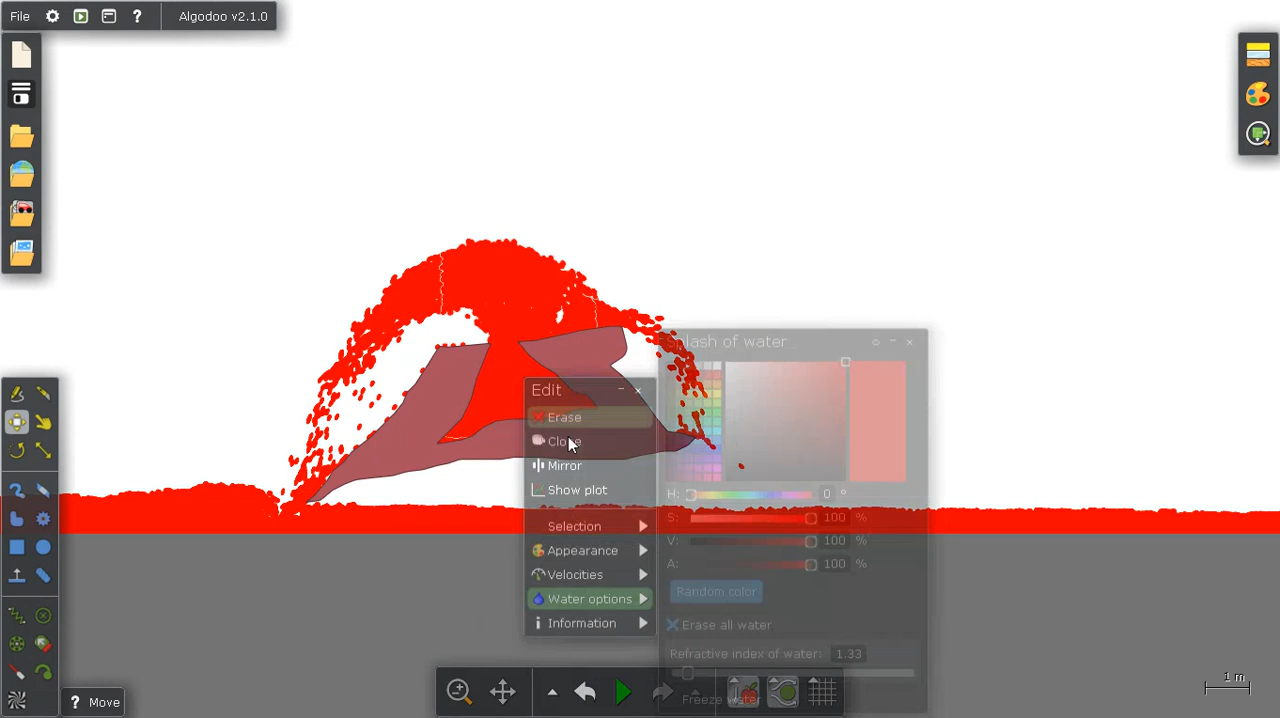 File
?
Algodoo v2.1.0
Splash of water
Edit
Erase
Clone
Mirror
Show plot
Selection
Appearance
Velocities
Water options
Information
H: 0 °
S: 100 %
V: 100 %
A: 100 %
Random color
Erase all water
Refractive index of water: 1.33
Freeze water
? Move
1 m